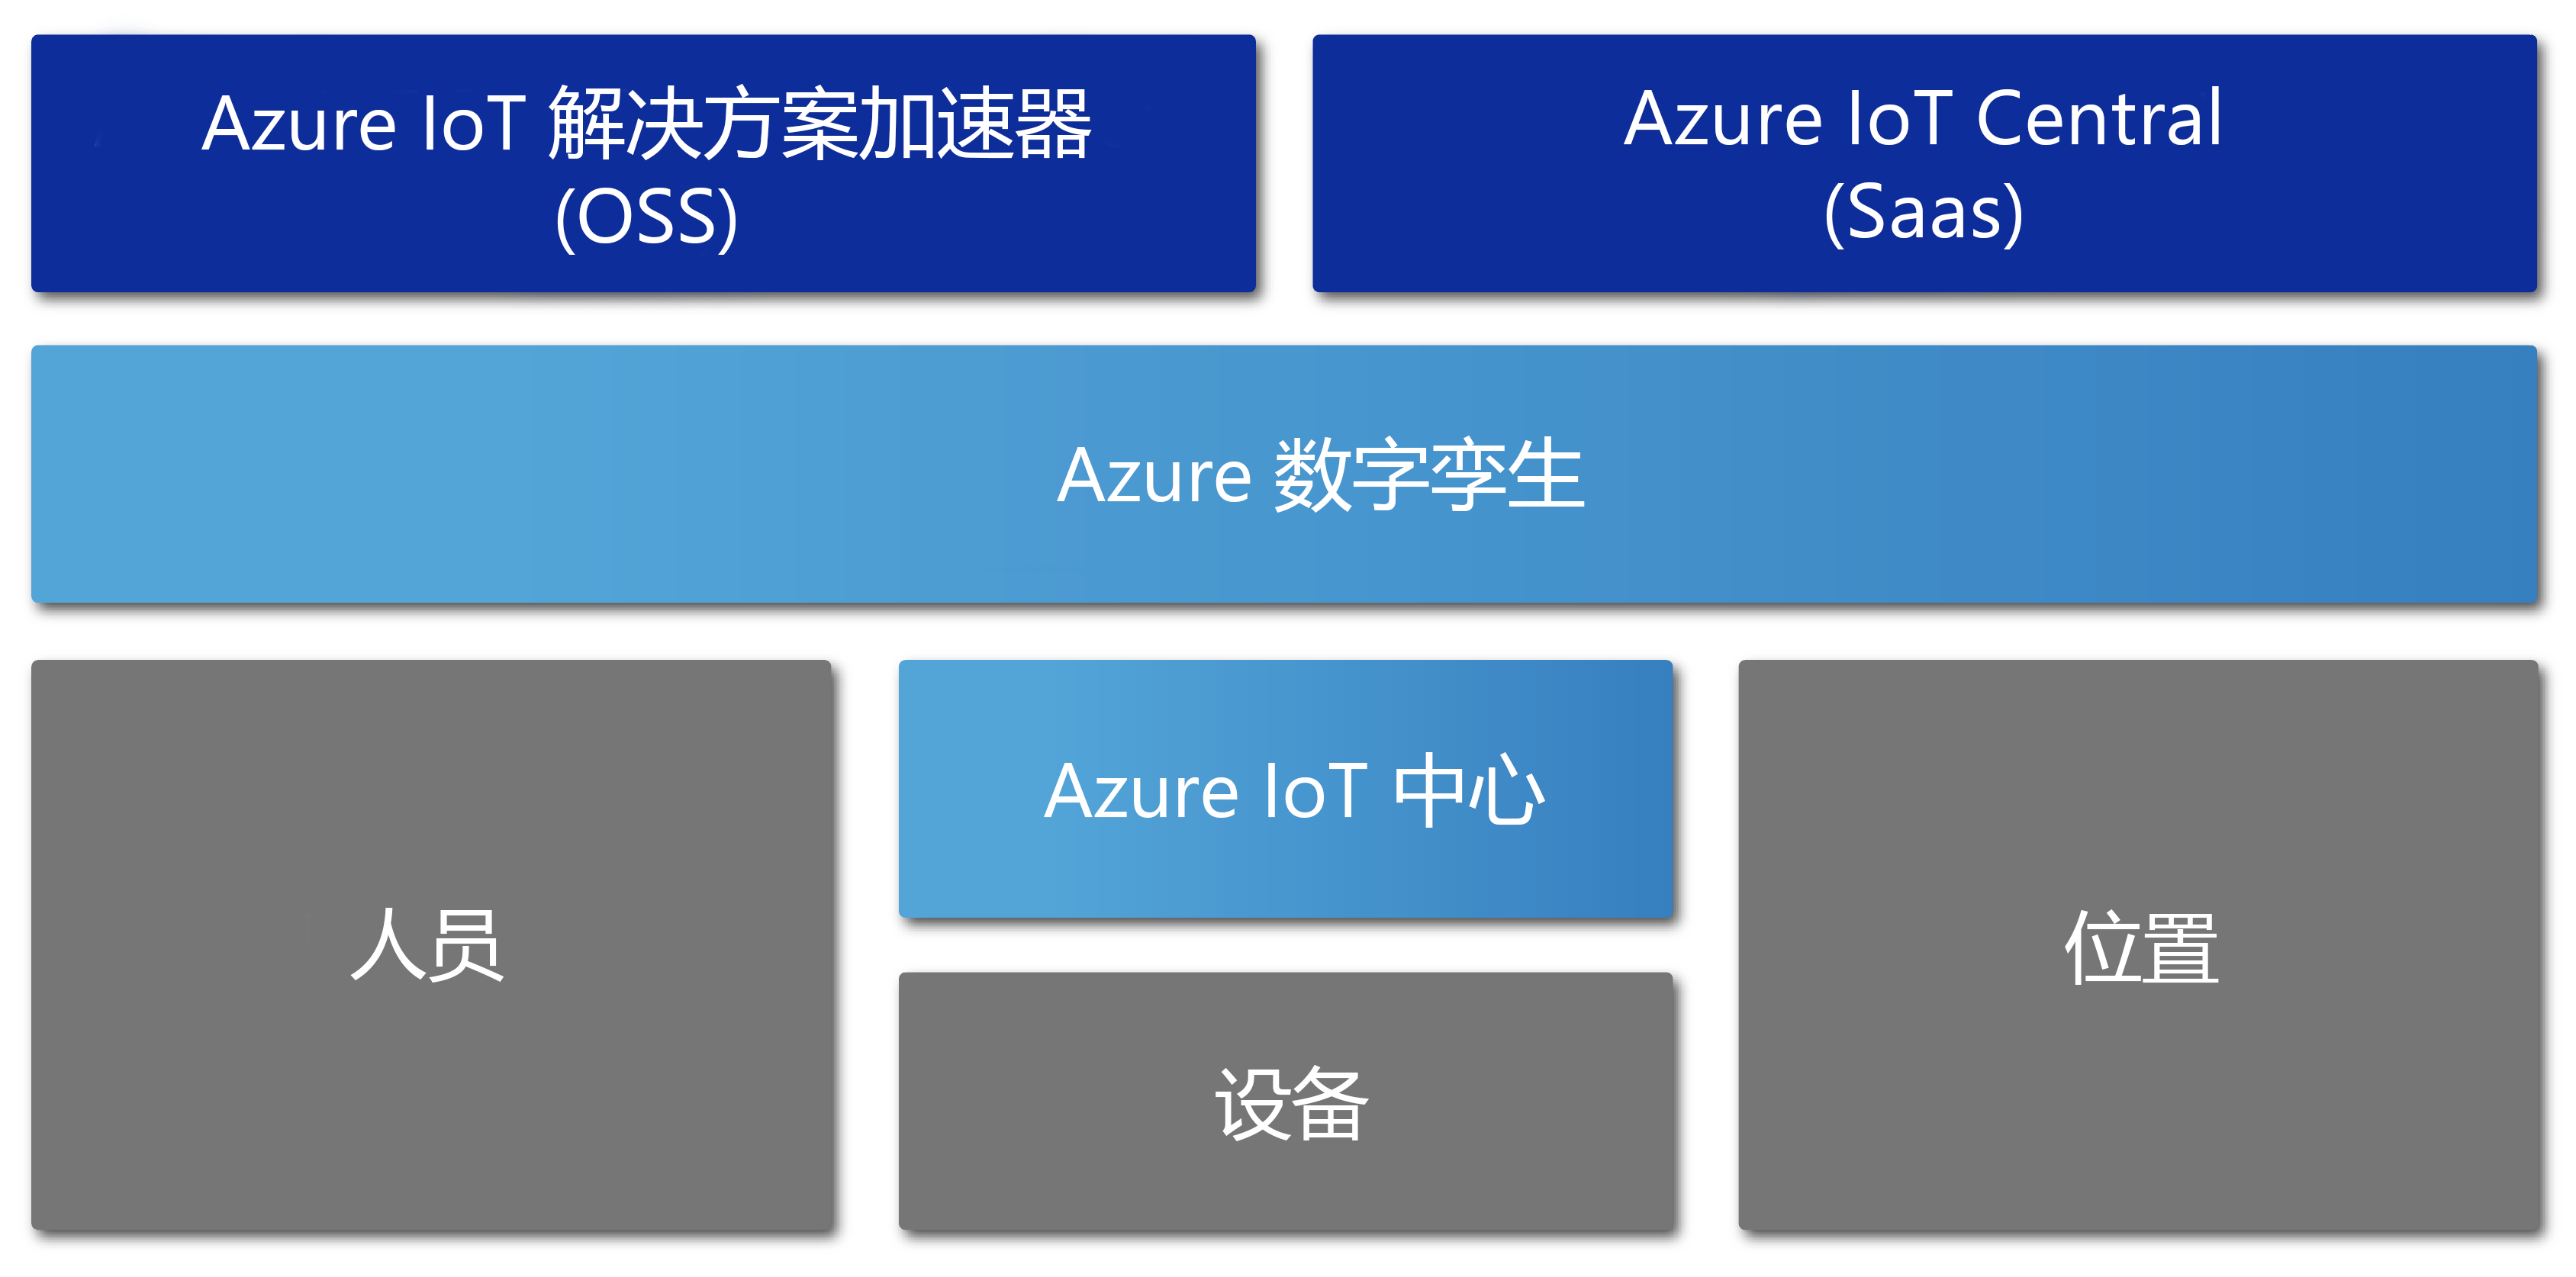 Azure IoT 解决方案加速器
(OSS)
Azure IoT Central
(Saas)
Azure 数字孪生
Azure IoT 中心
人员
位置
设备